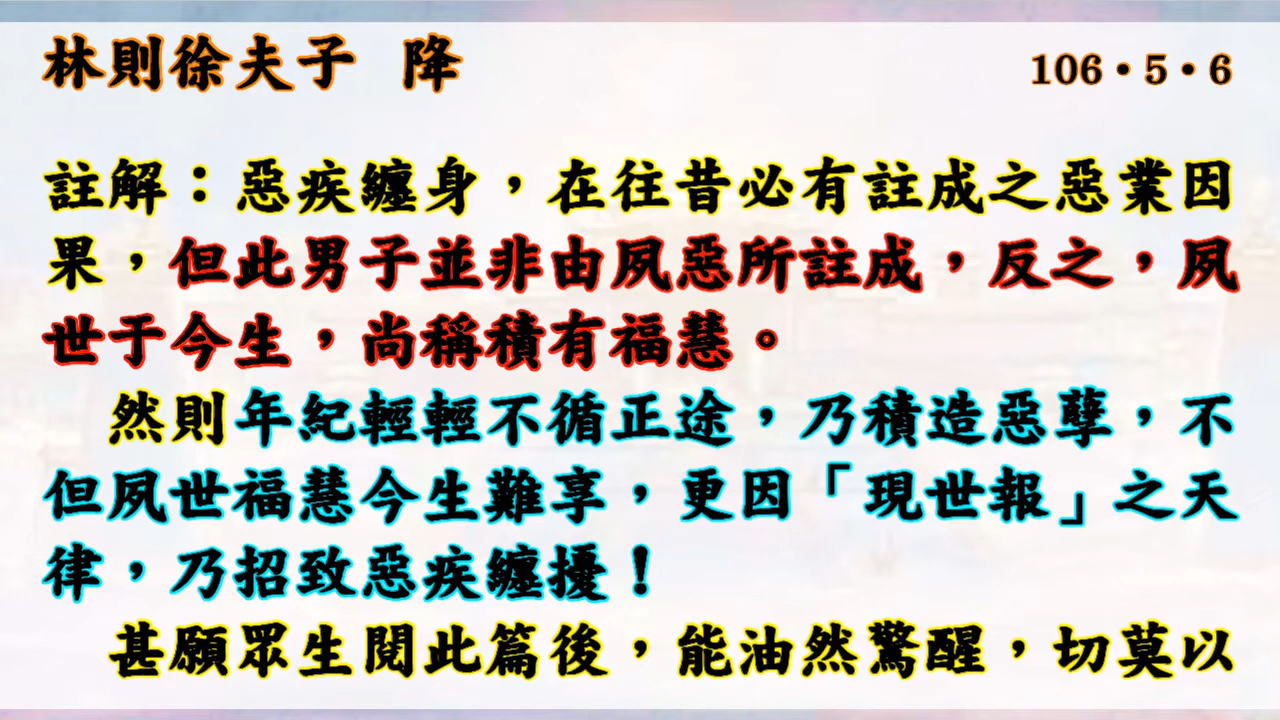 林則徐夫子 降
106•5•6
註解：惡疾纏身，在往昔必有註成之惡業因
果，但此男子並非由夙惡所註成，反之，夙
世于今生，尚稱積有福慧。
然則年紀輕輕不循正途，乃積造惡孽，不
但夙世福慧今生難享，更因「現世報」之天
律，乃招致惡疾纏擾！
甚願眾生閱此篇後，能油然驚醒，切莫以